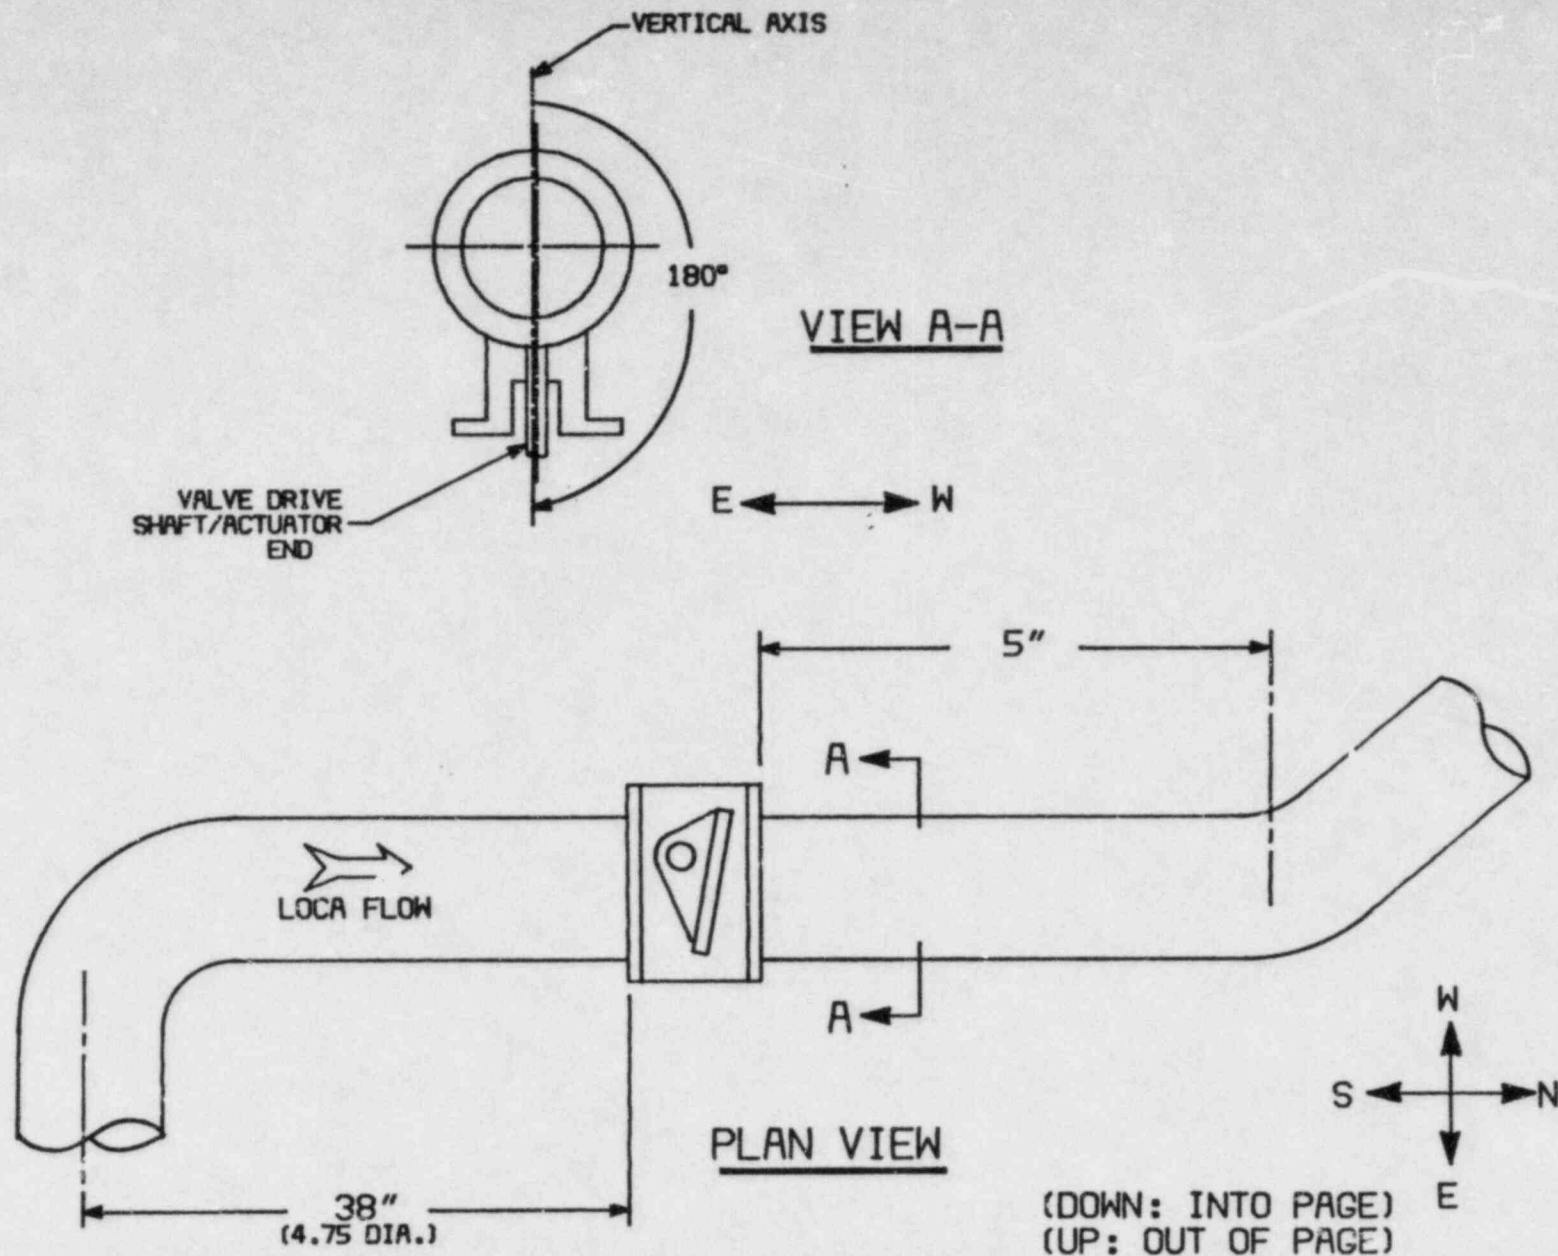 VERTICAL AXIS
180°
VIEW A-A
VALVE DRIVE
SHAFT/ACTUATOR
END
E W
5"
A
LOCA FLOW
A
W
S N
E
PLAN VIEW
38"
(4.75 DIA.)
(DOWN: INTO PAGE)
(UP: OUT OF PAGE)